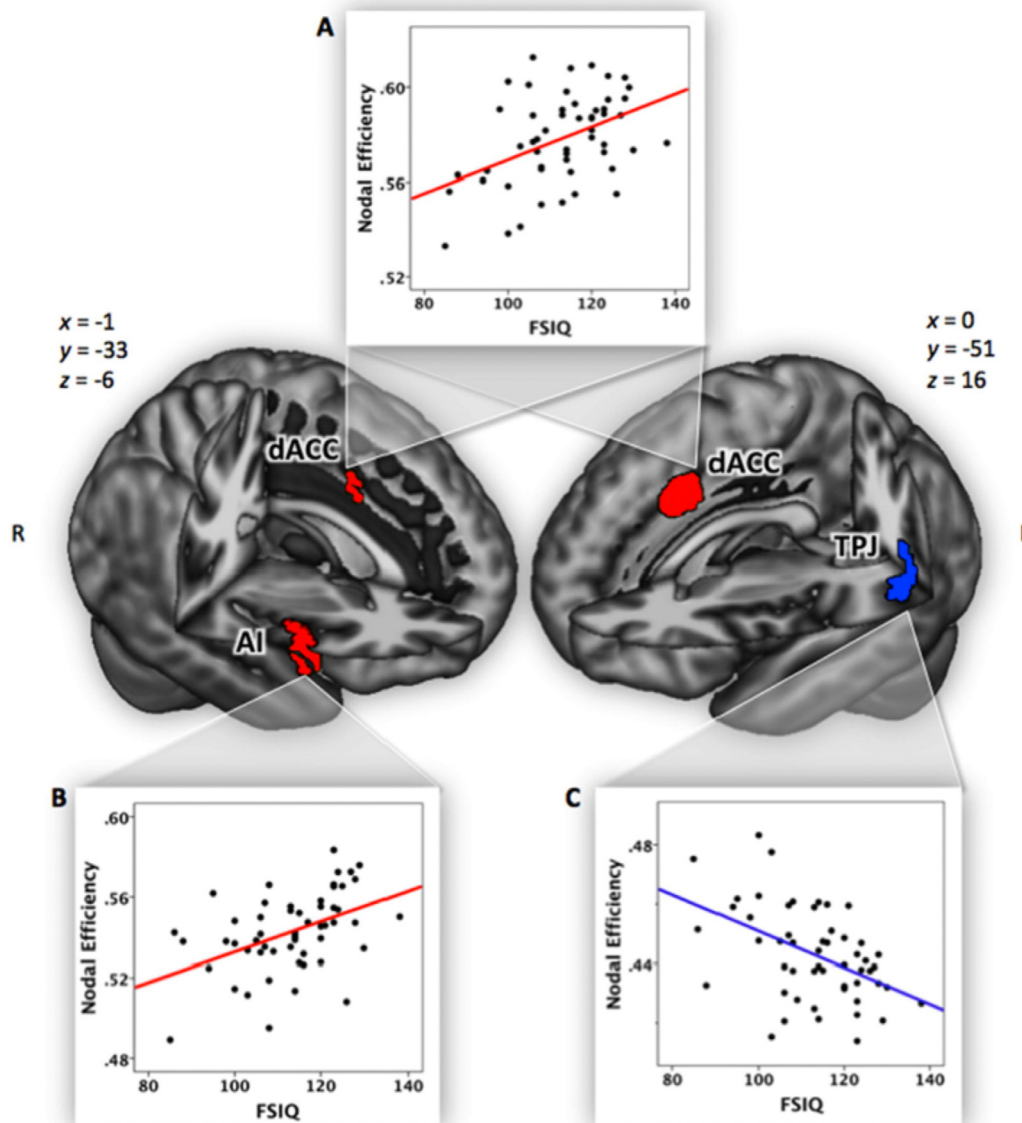 A
Nodal Efficiency
.60
.56
.52
80 100 120 140
FSIQ
x = -1
y = -33
z = -6
x = 0
y = -51
z = 16
dACC
dACC
TPJ
R
AI
B
Nodal Efficiency
.60
.56
.52
.48
80 100 120 140
FSIQ
C
Nodal Efficiency
.48
.44
80 100 120 140
FSIQ